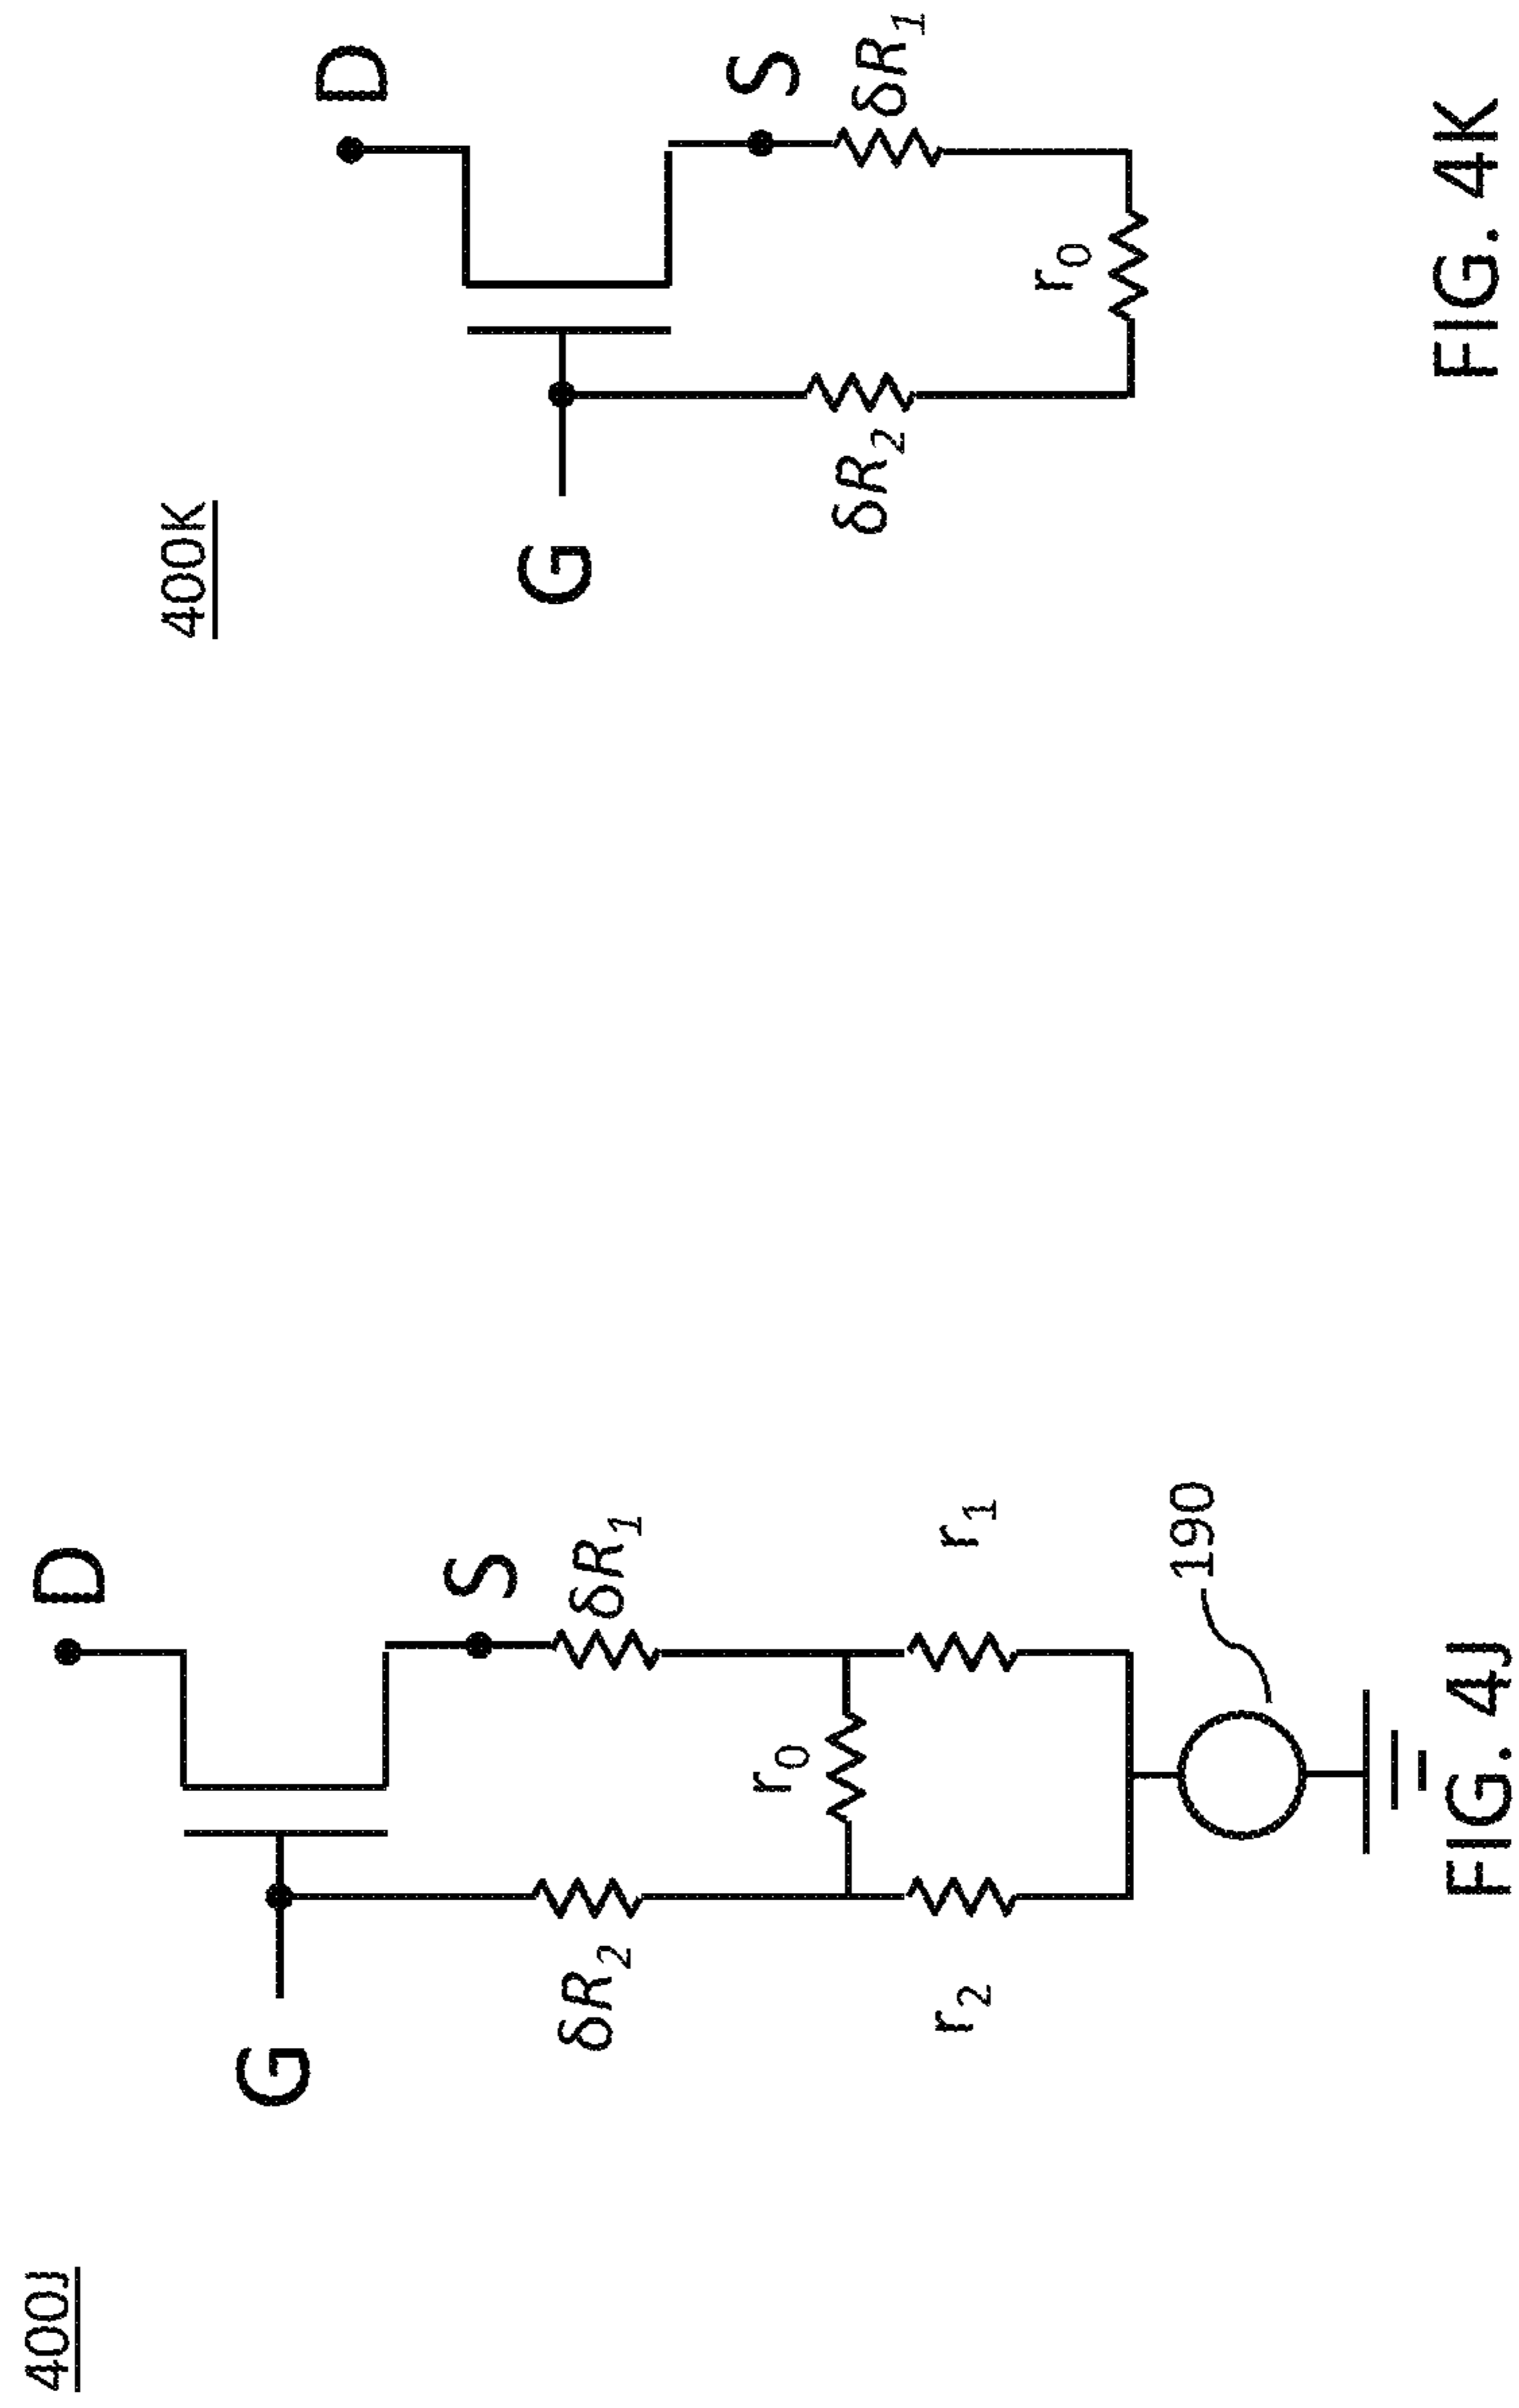 400J
D
G
S
δR1
δR2
r0
r1
r2
190
FIG. 4J
400K
D
G
S
δR1
δR2
r0
FIG. 4K